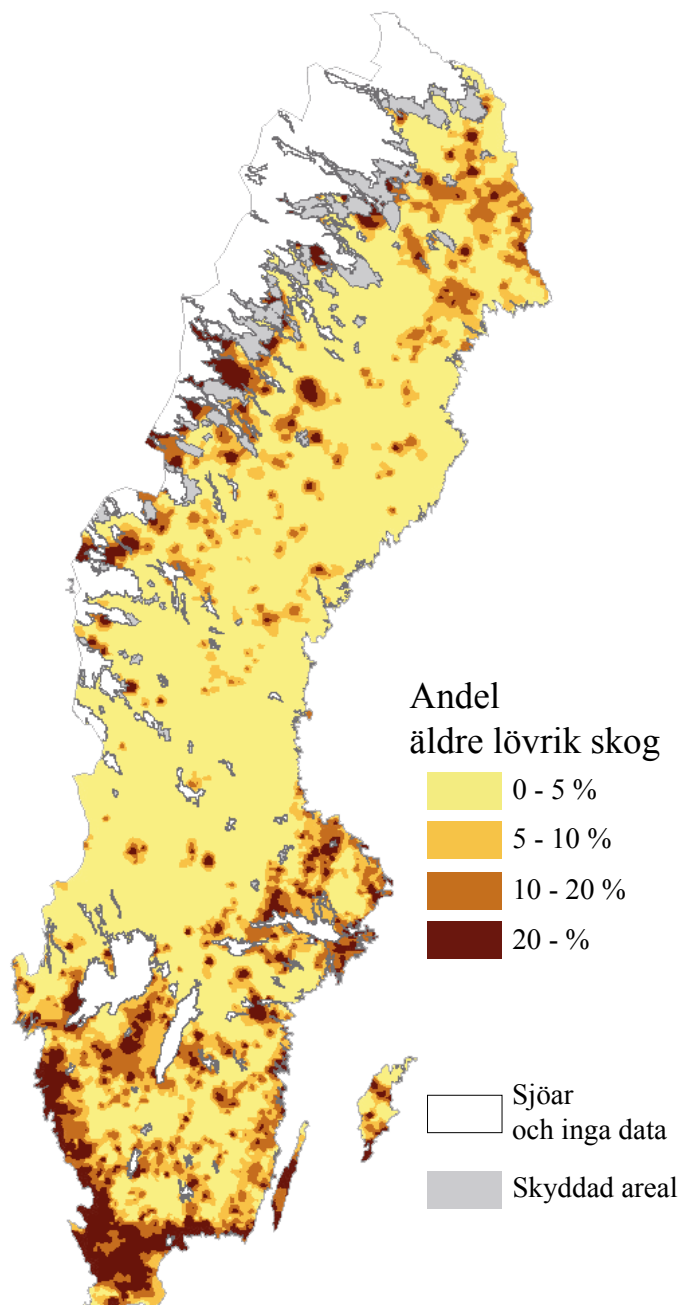 Andel
äldre lövrik skog
0 - 5 %
5 - 10 %
10 - 20 %
20 - %
Sjöar
och inga data
Skyddad areal